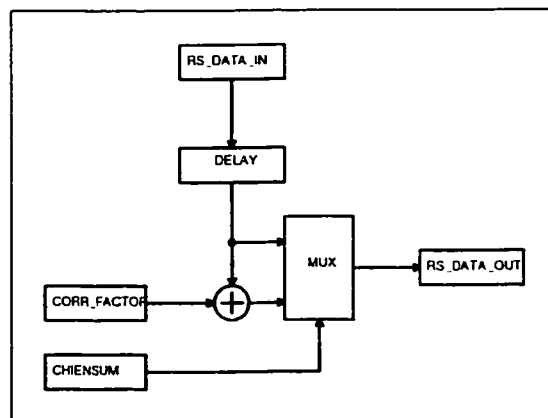 RS_DATA_IN
DELAY
MUX
RS_DATA_OUT
CORR_FACTOR
CHIENSUM